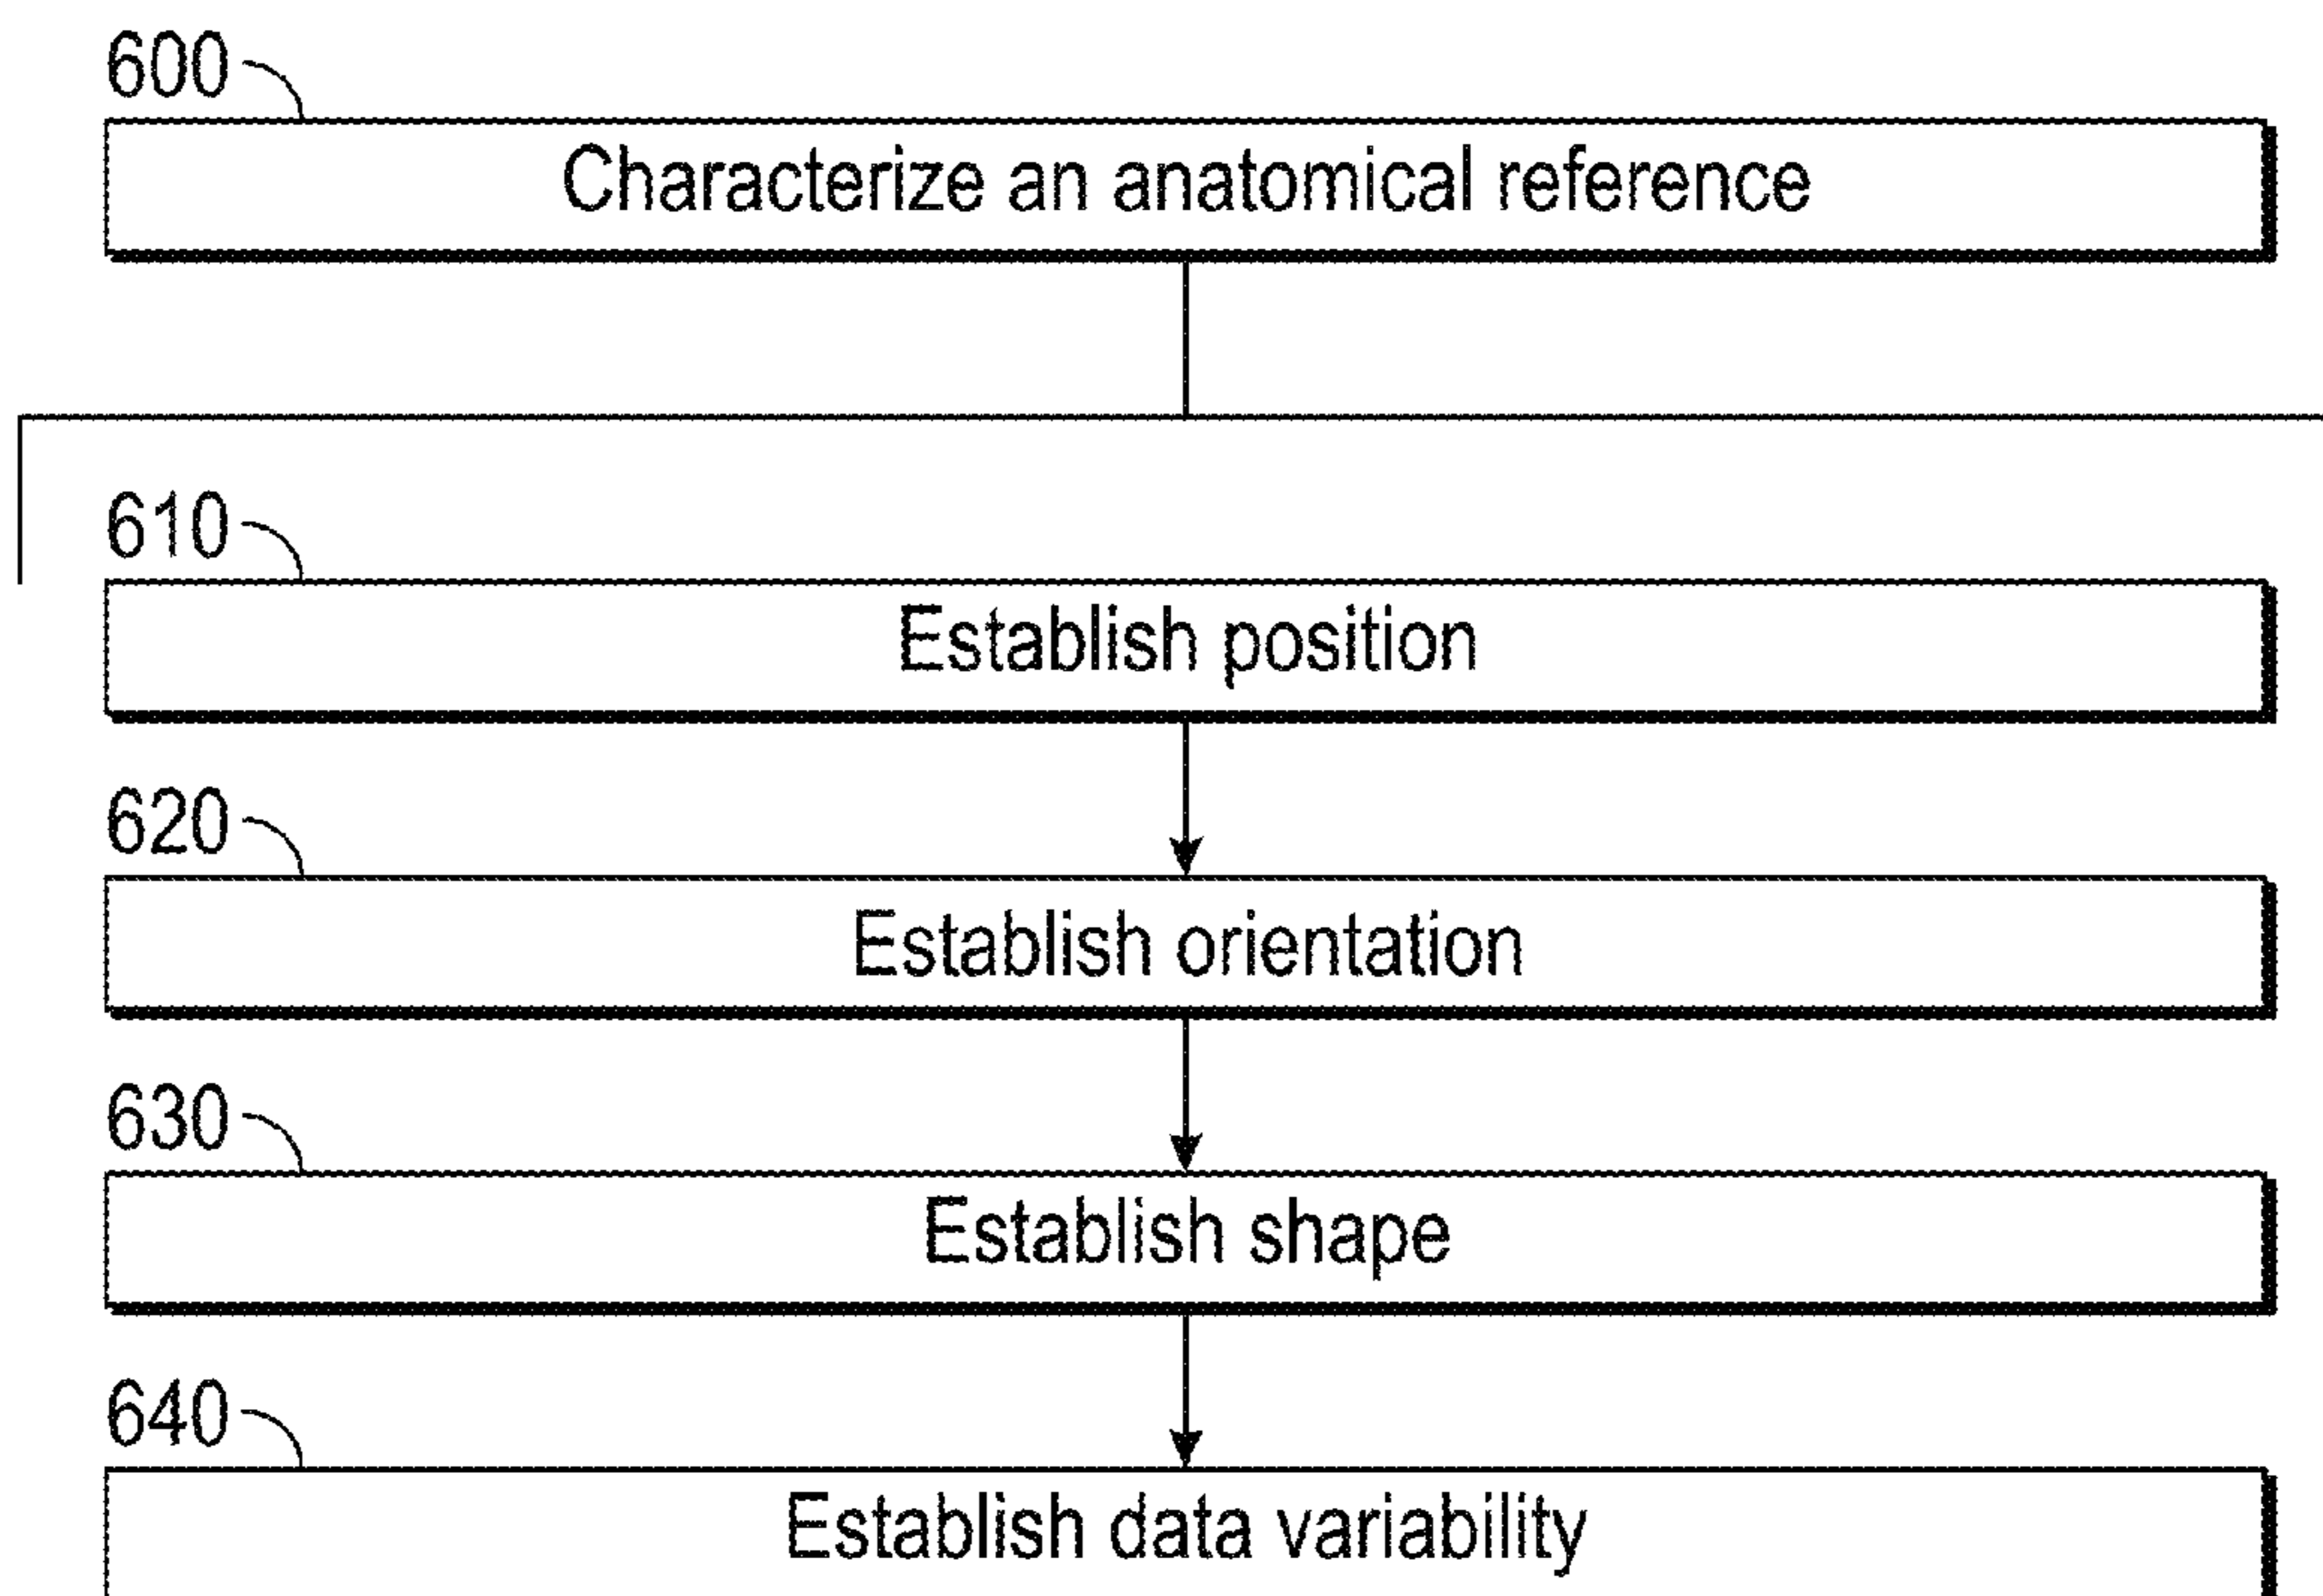 600
Characterize an anatomical reference
610
Establish position
620
Establish orientation
630
Establish shape
640
Establish data variability